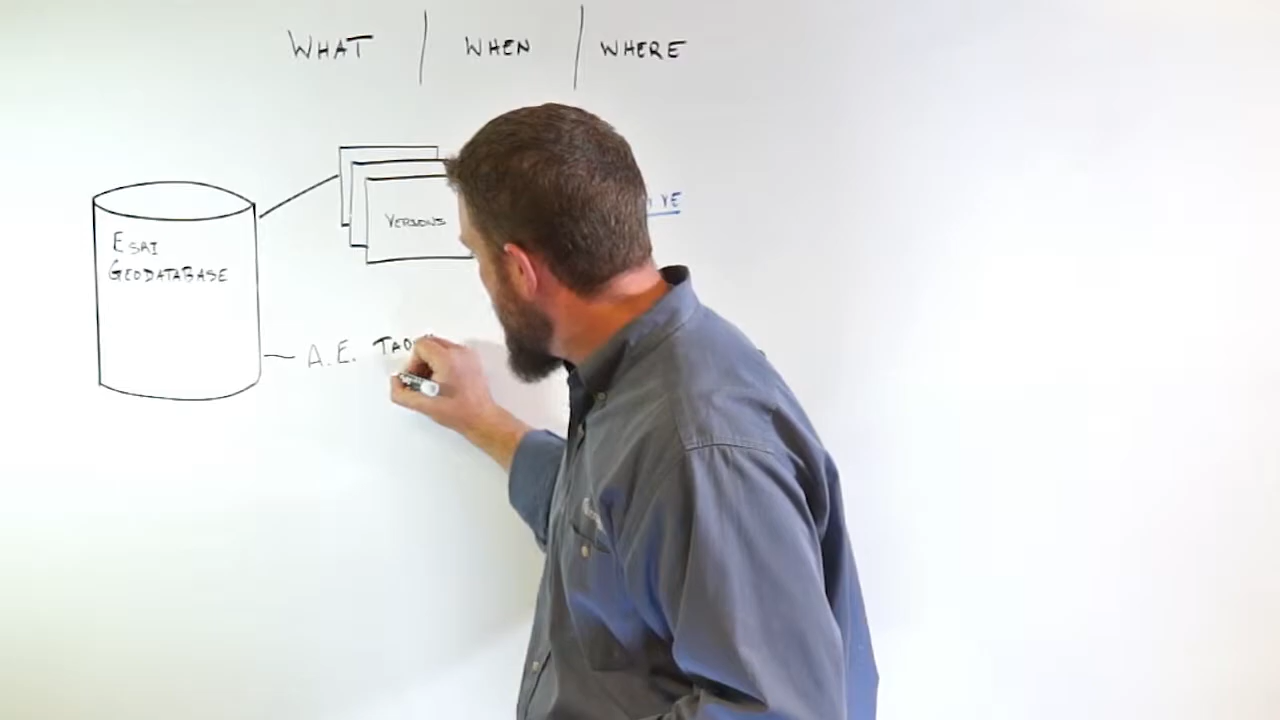 WHAT | WHEN | WHERE
VERSIONS
ESRI
GEODATABASE
A.E.